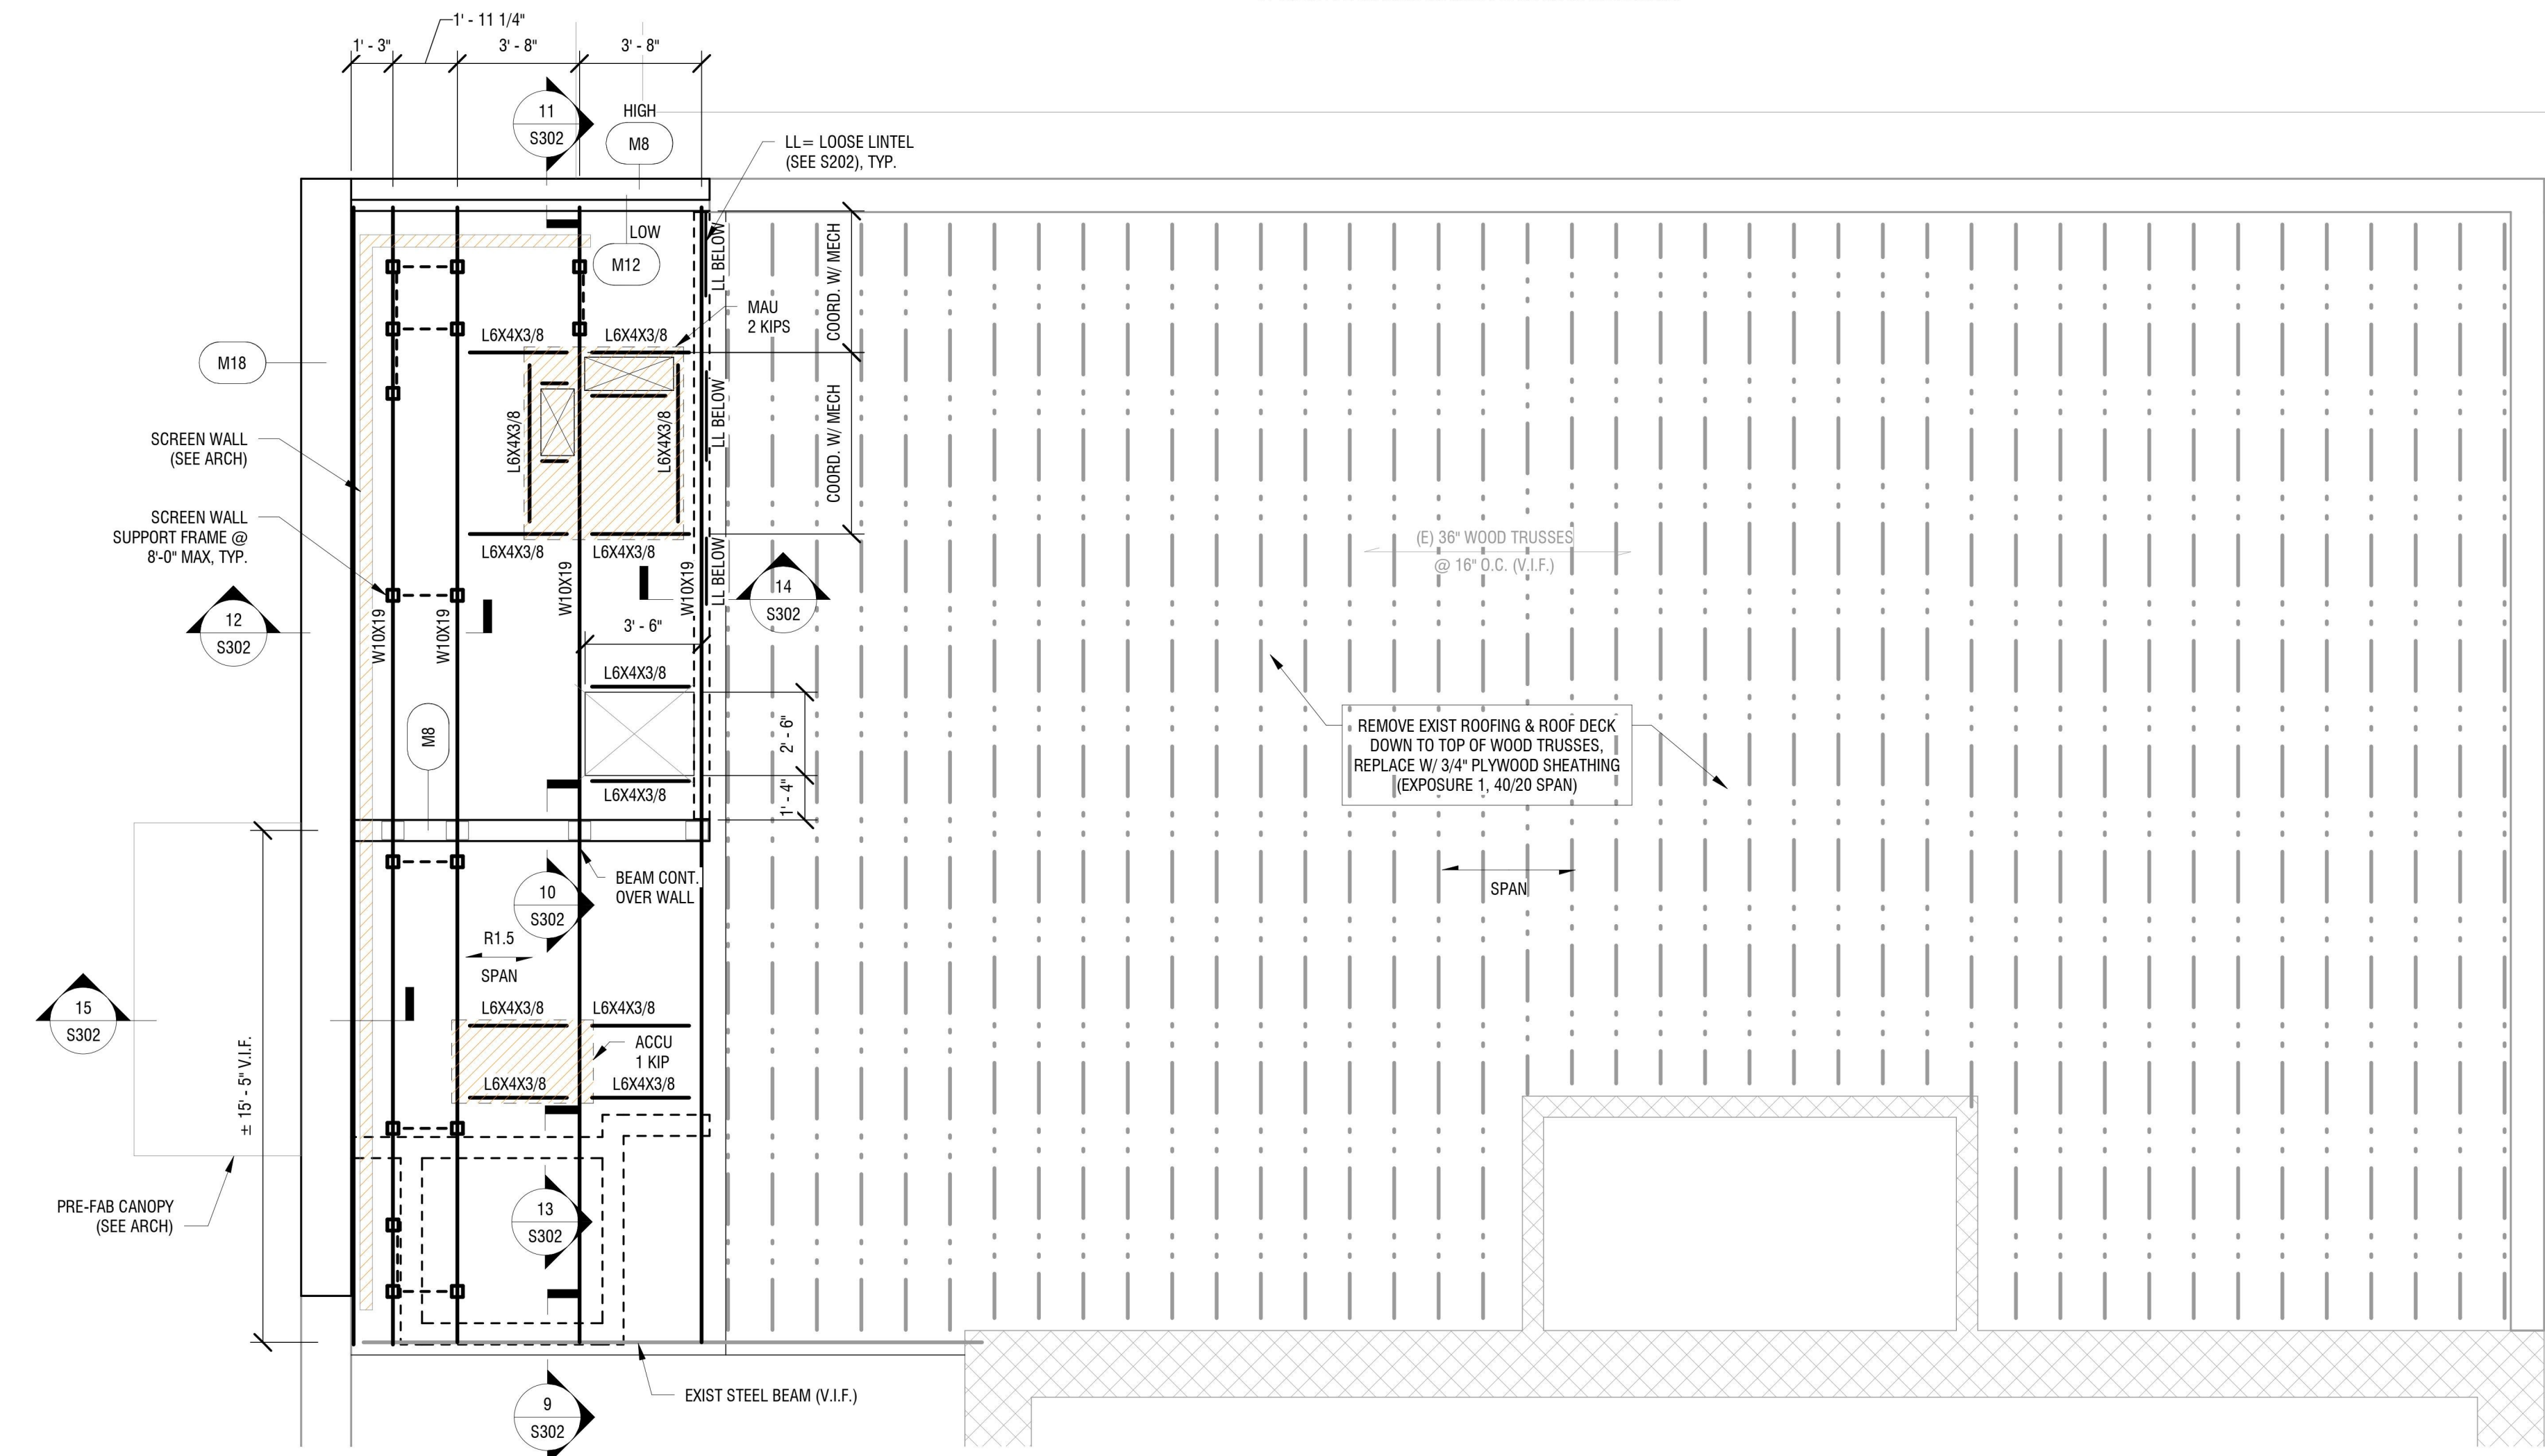 1' - 11 1/4"
1' - 3"
3' - 8"
3' - 8"
11
S302
HIGH
M8
LL= LOOSE LINTEL
(SEE S202), TYP.
LOW
M12
LL BELOW
COORD. W/ MECH
MAU
2 KIPS
L6X4X3/8
L6X4X3/8
M18
LL BELOW
COORD. W/ MECH
L6X4X3/8
L6X4X3/8
SCREEN WALL
(SEE ARCH)
SCREEN WALL
SUPPORT FRAME @
8'-0" MAX, TYP.
L6X4X3/8
L6X4X3/8
(E) 36" WOOD TRUSSES
@ 16" O.C. (V.I.F.)
LL BELOW
W10X19
W10X19
W10X19
W10X19
14
S302
12
S302
3' - 6"
L6X4X3/8
M8
2' - 6"
REMOVE EXIST ROOFING & ROOF DECK
DOWN TO TOP OF WOOD TRUSSES,
REPLACE W/ 3/4" PLYWOOD SHEATHING
(EXPOSURE 1, 40/20 SPAN)
L6X4X3/8
1' - 4"
BEAM CONT.
OVER WALL
10
S302
SPAN
R1.5
SPAN
15
S302
L6X4X3/8
L6X4X3/8
ACCU
1 KIP
L6X4X3/8
L6X4X3/8
± 15' - 5" V.I.F.
PRE-FAB CANOPY
(SEE ARCH)
13
S302
EXIST STEEL BEAM (V.I.F.)
9
S302